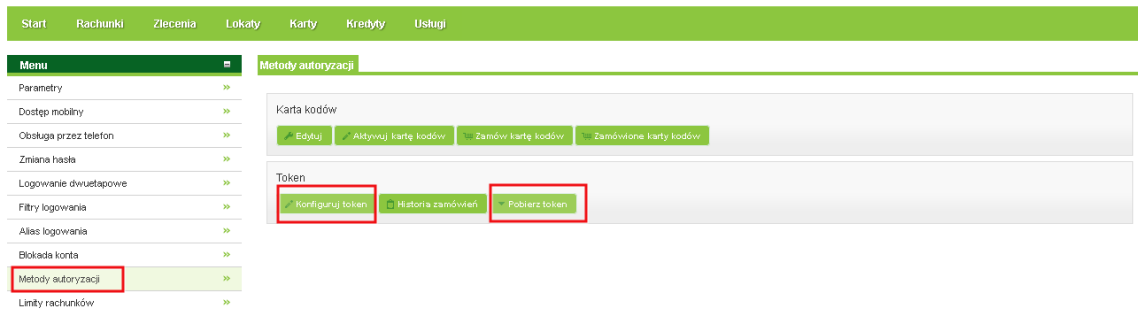 Start Rachunki Zlecenia Lokaty Karty Kredyty Usługi
Menu
Parametry
Dostęp mobilny
Obsługa przez telefon
Zmiana hasła
Logowanie dwuetapowe
Filtry logowania
Alias logowania
Blokada konta
Metody autoryzacji
Limity rachunków
Metody autoryzacji
Karta kodów
Edytuj Aktywuj kartę kodów Zamów kartę kodów Zamówione karty kodów
Token
Konfiguruj token Historia zamówień Pobierz token